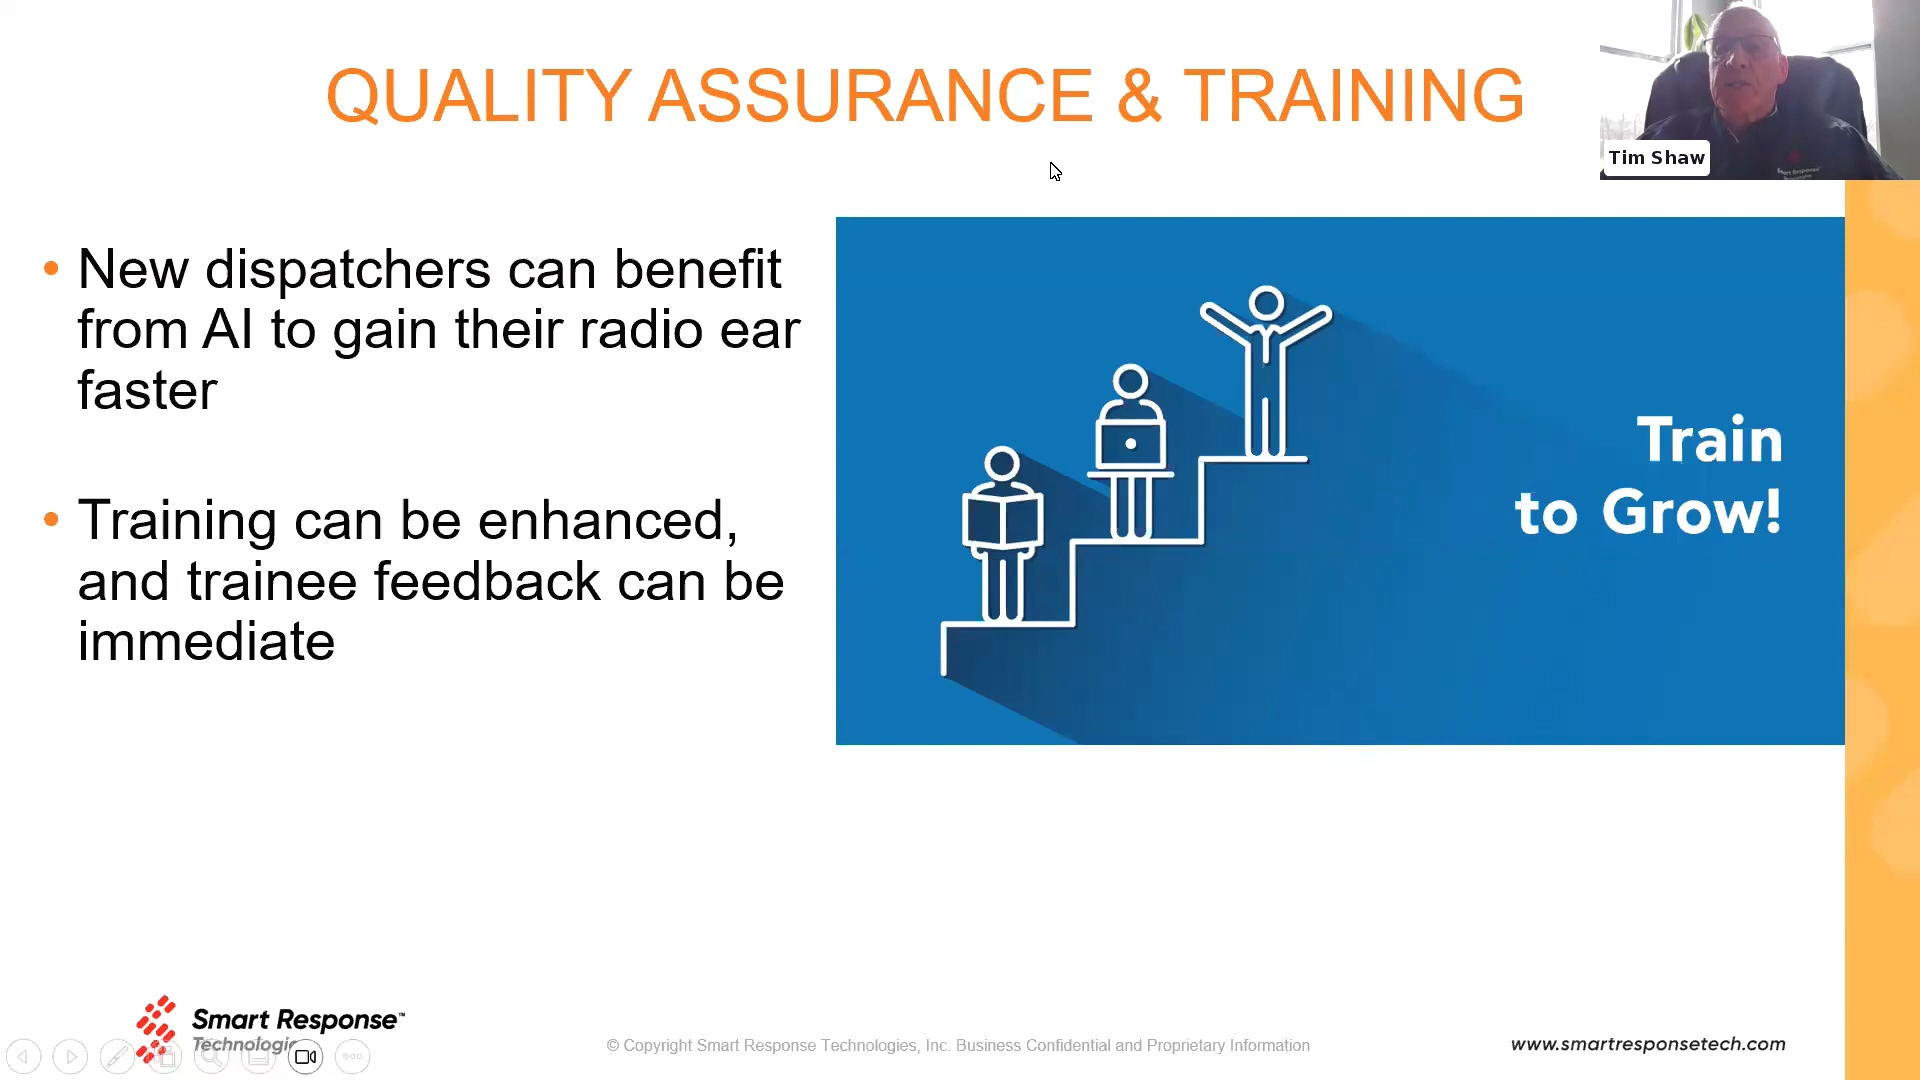 QUALITY ASSURANCE & TRAINING
Tim Shaw
• New dispatchers can benefit
from AI to gain their radio ear
faster
• Training can be enhanced,
and trainee feedback can be
immediate
Train
to Grow!
Smart Response™
Technologic
© Copyright Smart Response Technologies, Inc. Business Confidential and Proprietary Information
www.smartresponsetech.com